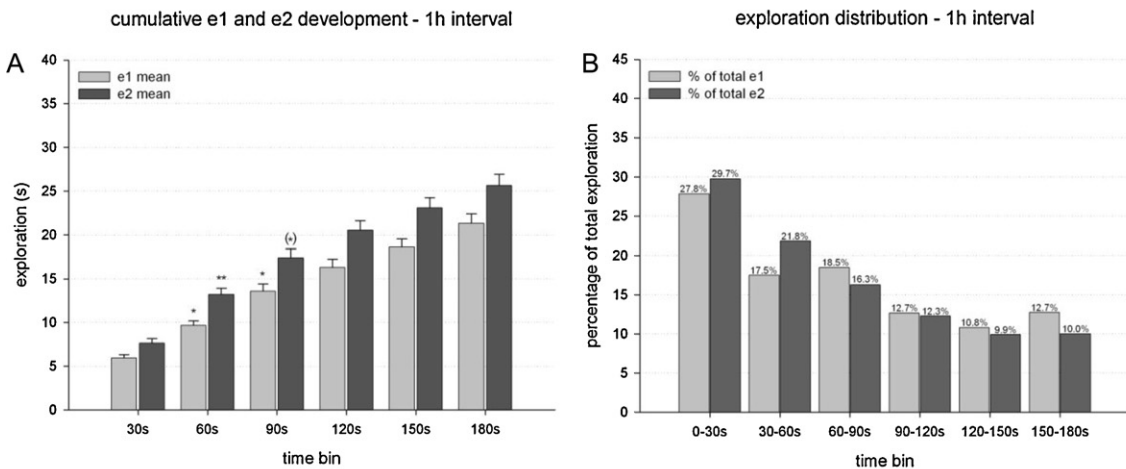 cumulative e1 and e2 development - 1h interval
A
e1 mean
e2 mean
exploration (s)
40
35
30
25
20
15
10
5
0
*
**
*
(*)
30s 60s 90s 120s 150s 180s
time bin
exploration distribution - 1h interval
B
% of total e1
% of total e2
percentage of total exploration
45
40
35
30
25
20
15
10
5
0
27.8% 29.7%
17.5% 21.8%
18.5% 16.3%
12.7% 12.3%
10.8% 9.9%
12.7% 10.0%
0-30s 30-60s 60-90s 90-120s 120-150s 150-180s
time bin